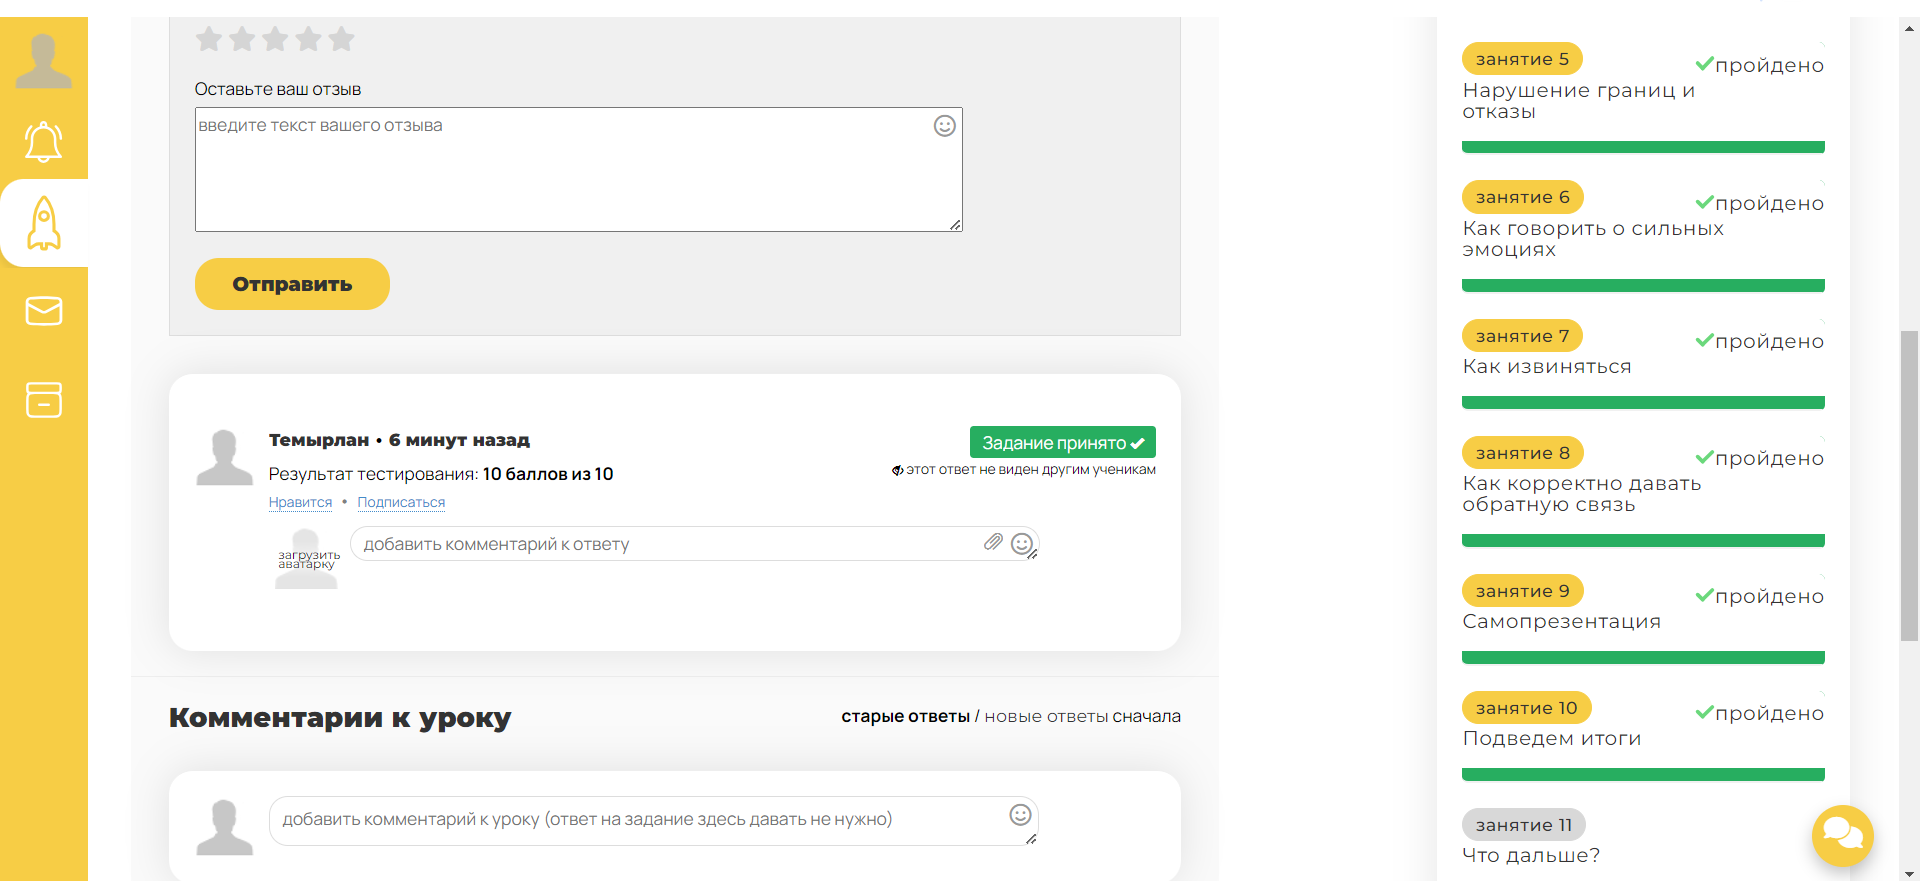 Оставьте ваш отзыв
введите текст вашего отзыва
Отправить
Темырлан • 6 минут назад
Задание принято
Результат тестирования: 10 баллов из 10
этот ответ не виден другим ученикам
Нравится • Подписаться
загрузить
аватарку
добавить комментарий к ответу
Комментарии к уроку
старые ответы / новые ответы сначала
добавить комментарий к уроку (ответ на задание здесь давать не нужно)
занятие 5
пройдено
Нарушение границ и
отказы
занятие 6
пройдено
Как говорить о сильных
эмоциях
занятие 7
пройдено
Как извиняться
занятие 8
пройдено
Как корректно давать
обратную связь
занятие 9
пройдено
Самопрезентация
занятие 10
пройдено
Подведем итоги
занятие 11
Что дальше?